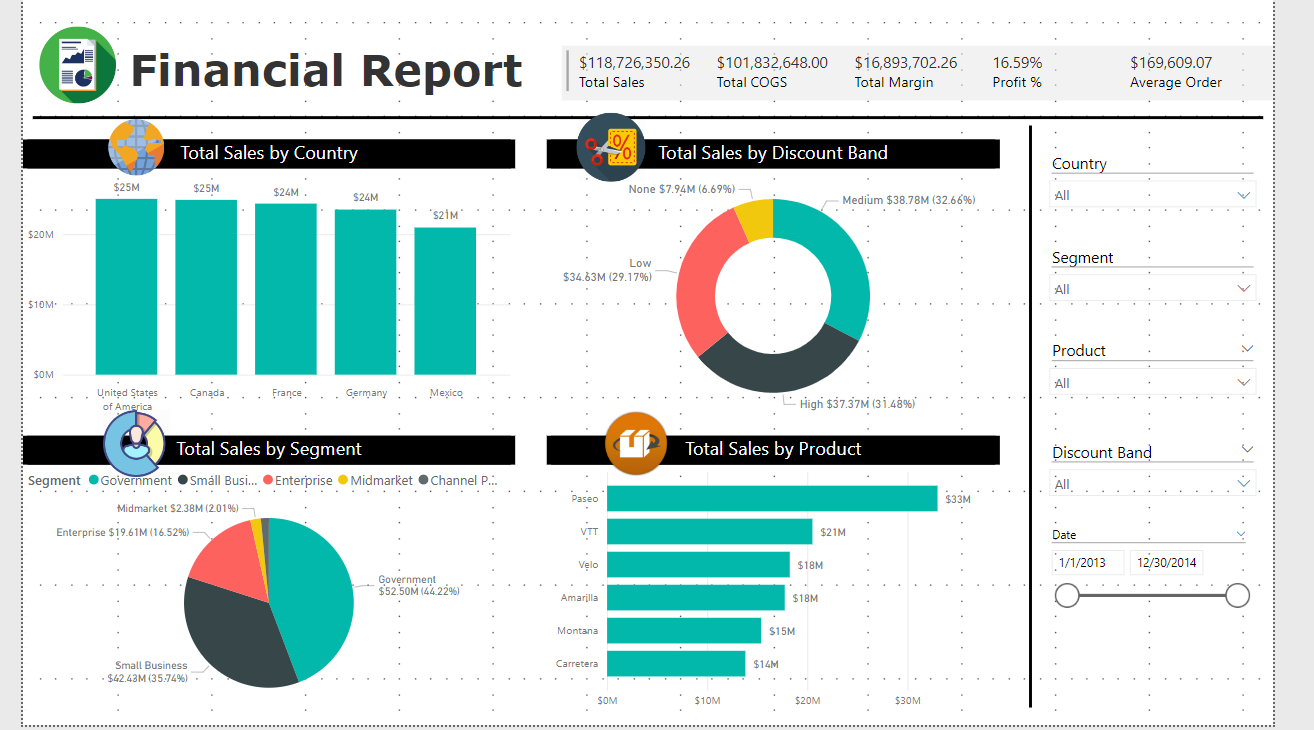 Financial Report
$118,726,350.26 $101,832,648.00 $16,893,702.26 16.59% $169,609.07
Total Sales Total COGS Total Margin Profit % Average Order
Total Sales by Country
$25M $25M $24M $24M $21M
$20M
$10M
$0M
United States Canada France Germany Mexico
of America
Total Sales by Discount Band
%
None $7.94M (6.69%)
Medium $38.78M (32.66%)
Low
$34.63M (29.17%)
High $37.37M (31.48%)
Total Sales by Segment
Segment Government Small Busi... Enterprise Midmarket Channel P...
Midmarket $2.38M (2.01%)
Enterprise $19.61M (16.52%)
Government
$52.50M (44.22%)
Small Business
$42.43M (35.74%)
Total Sales by Product
Paseo $33M
VTT $21M
Velo $18M
Amarilla $18M
Montana $15M
Carretera $14M
$0M $10M $20M $30M
Country
All
Segment
All
Product
All
Discount Band
All
Date
1/1/2013 12/30/2014